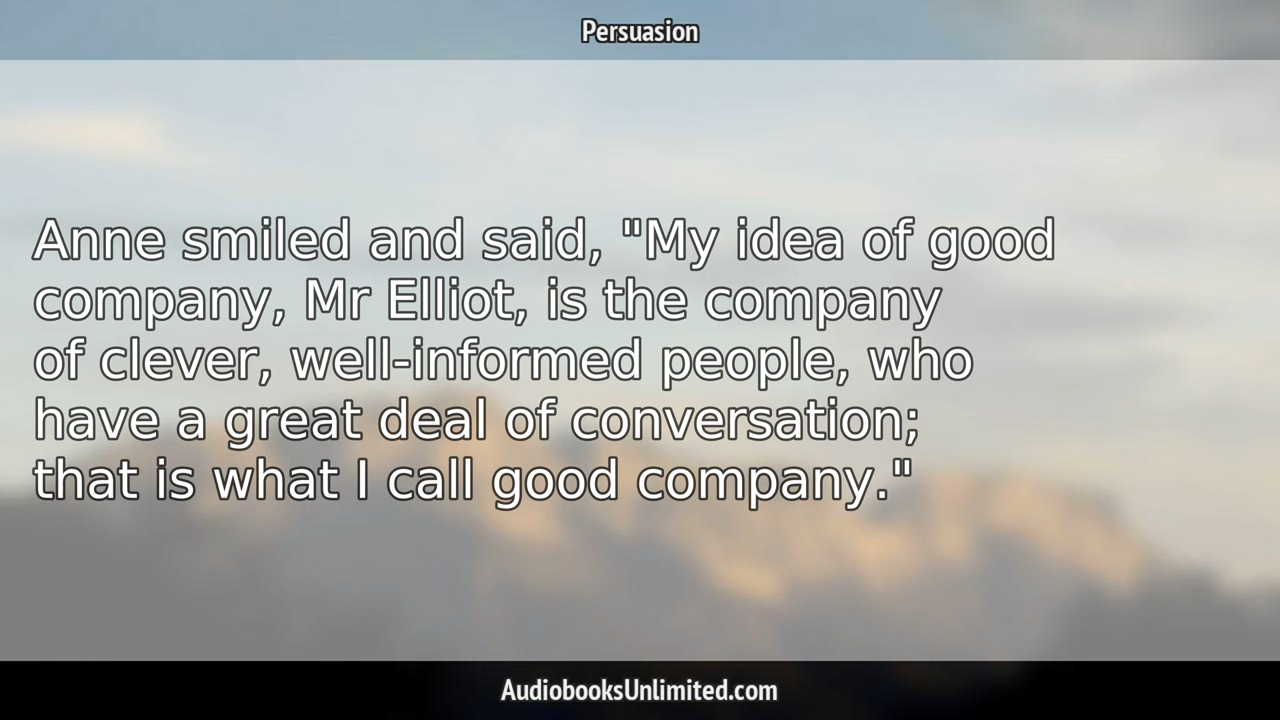 Persuasion
Anne smiled and said, "My idea of good
company, Mr Elliot, is the company
of clever, well-informed people, who
have a great deal of conversation;
that is what I call good company."
AudiobooksUnlimited.com